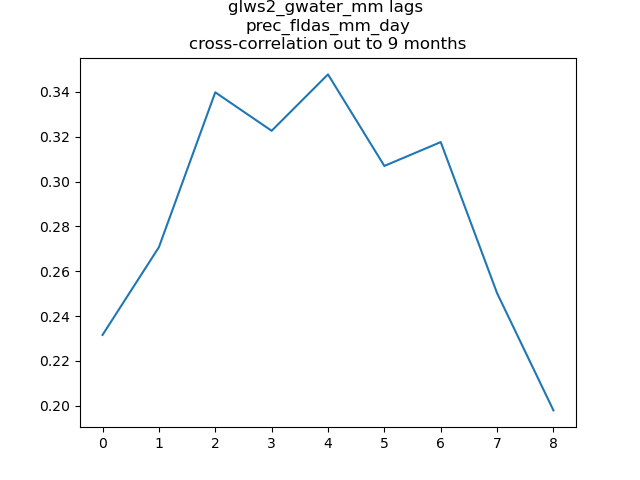 glws2_gwater_mm lags
prec_fldas_mm_day
cross-correlation out to 9 months
0.34
0.32
0.30
0.28
0.26
0.24
0.22
0.20
0 1 2 3 4 5 6 7 8